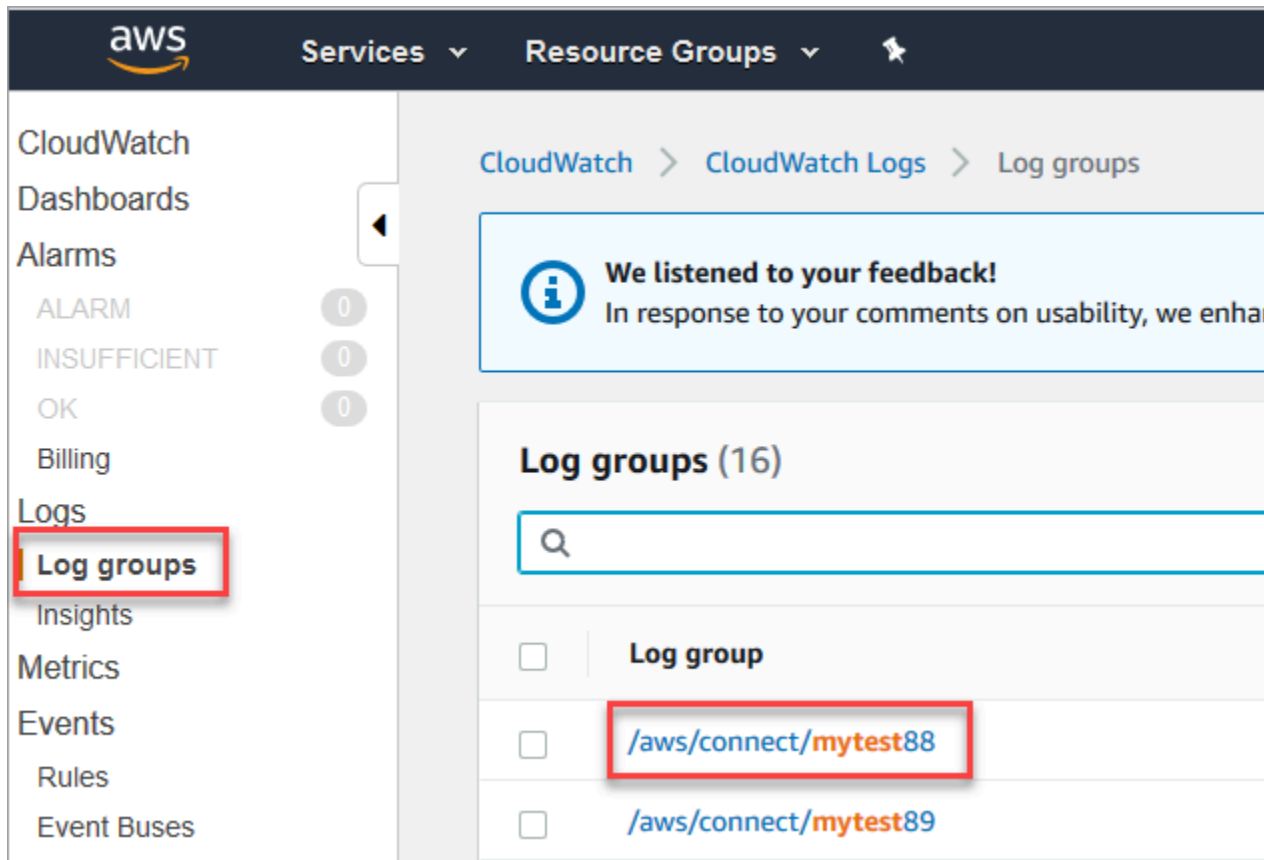 aws Services Resource Groups
CloudWatch
Dashboards
Alarms
ALARM 0
INSUFFICIENT 0
OK 0
Billing
Logs
Log groups
Insights
Metrics
Events
Rules
Event Buses
CloudWatch > CloudWatch Logs > Log groups
We listened to your feedback!
In response to your comments on usability, we
Log groups (16)
Log group
/aws/connect/mytest88
/aws/connect/mytest89